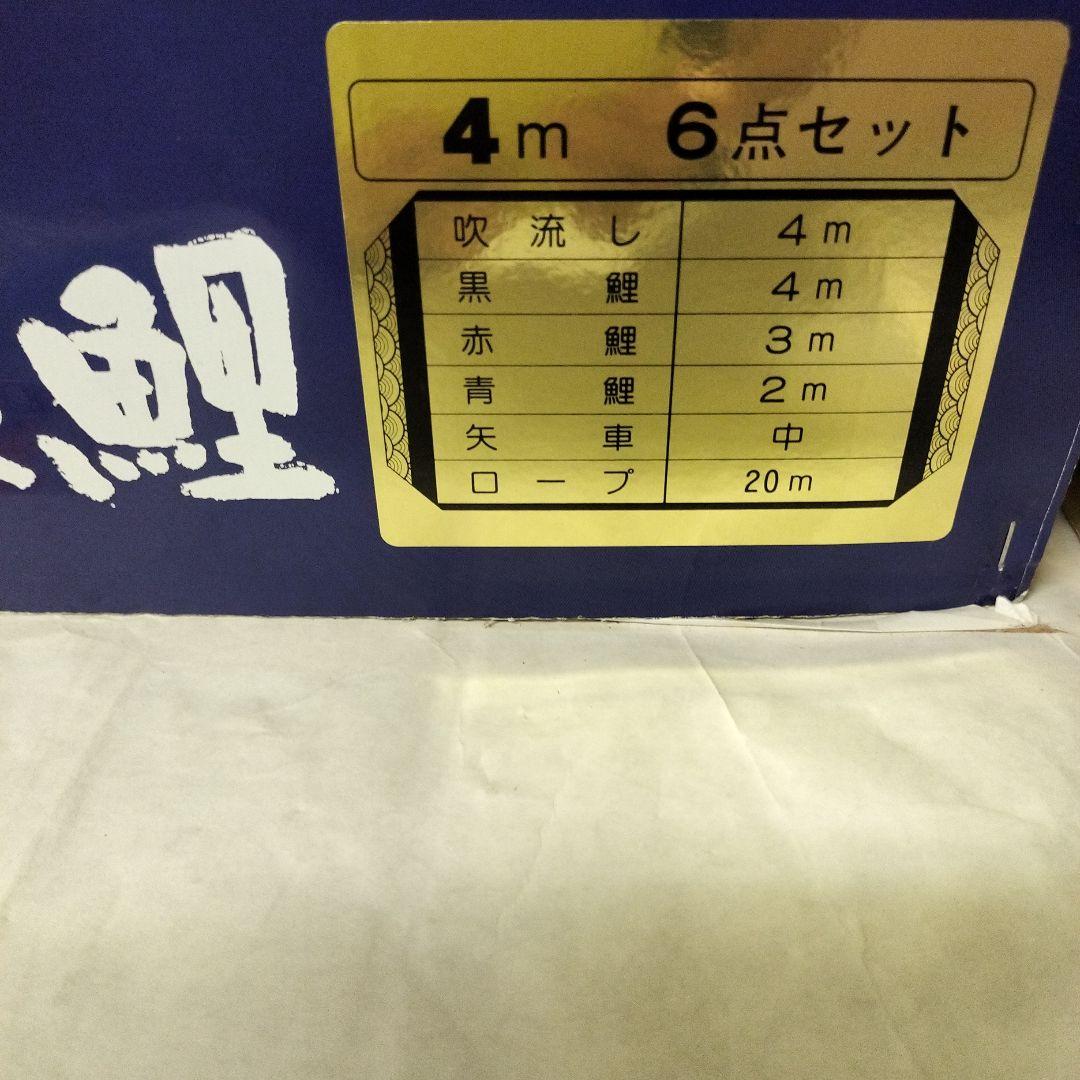 鯉
4m 6点セット
吹流し 4m
黒鯉 4m
赤鯉 3m
青鯉 2m
矢車 中
ロープ 20m